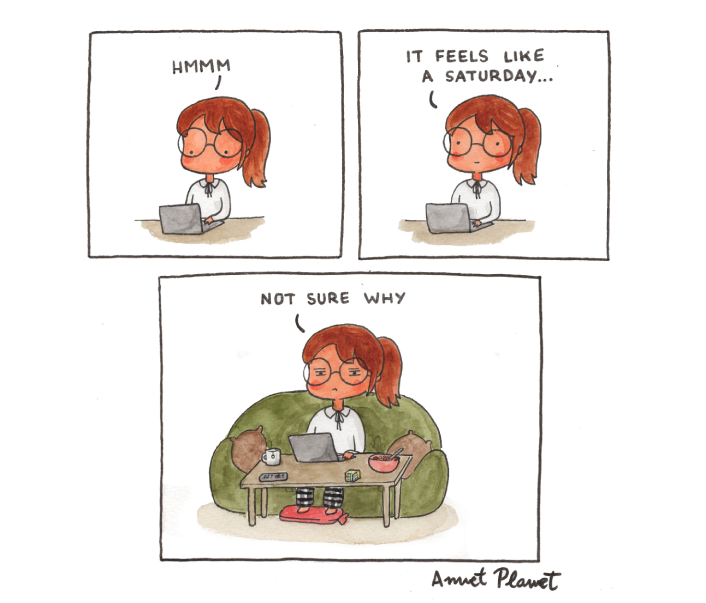 HMMM
IT FEELS LIKE
A SATURDAY...
NOT SURE WHY
Annet Planet